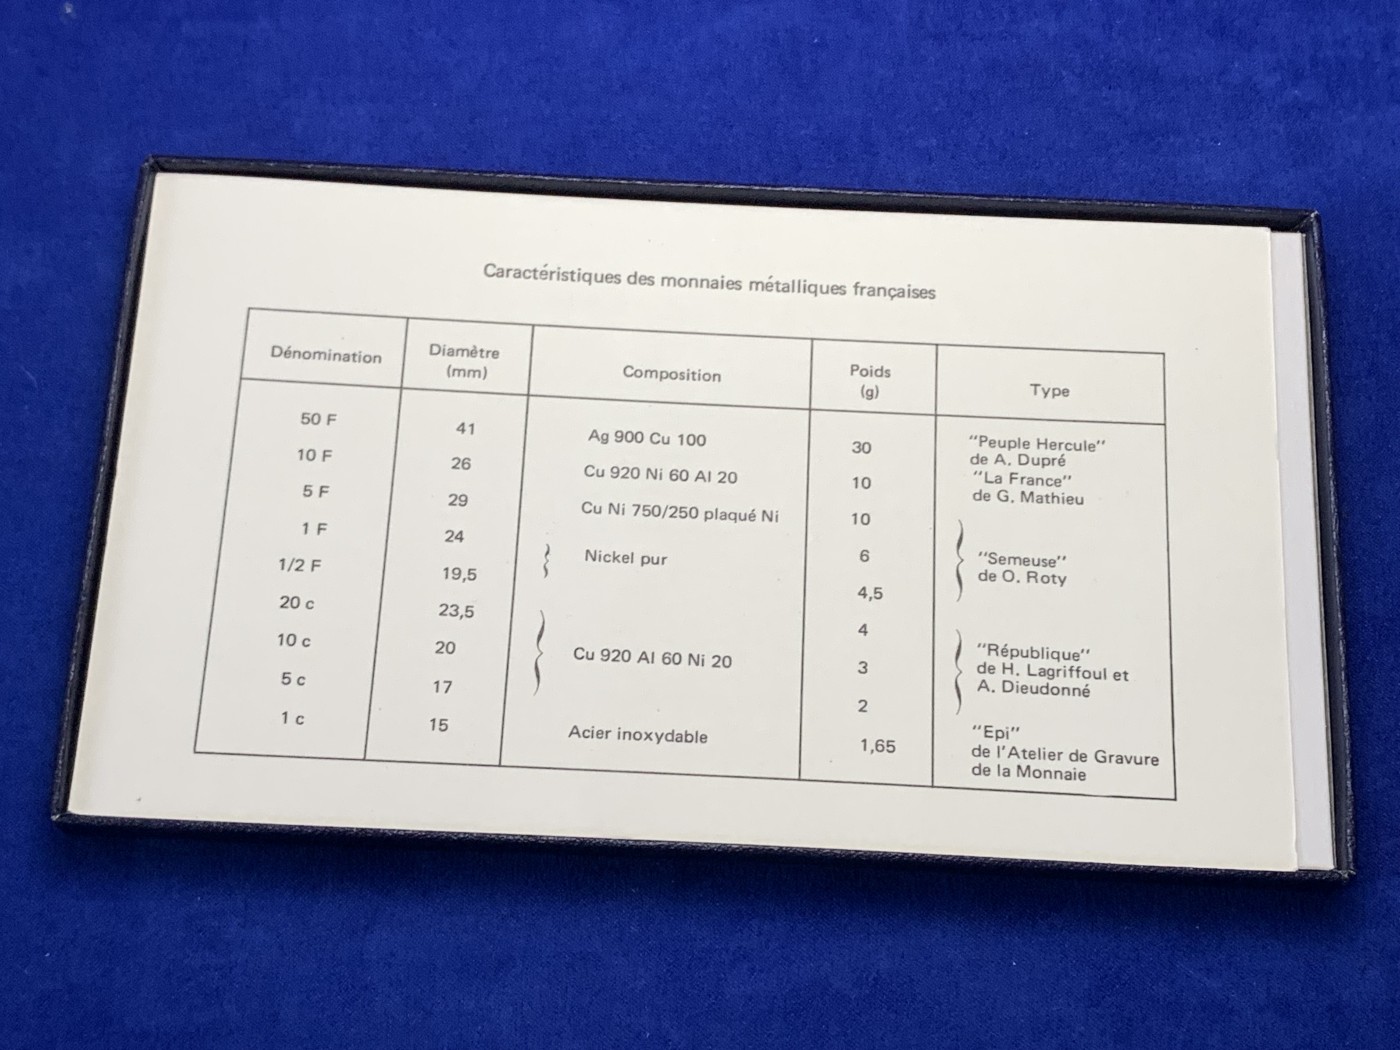 Caractéristiques des monnaies métalliques françaises
Dénomination Diamètre (mm) Composition Poids (g) Type
50 F 41 Ag 900 Cu 100 30 "Peuple Hercule"
de A. Dupré
10 F 26 Cu 920 Ni 60 Al 20 10 "La France"
de G. Mathieu
5 F 29 Cu Ni 750/250 plaqué Ni 10
1 F 24 Nickel pur 6 "Semeuse"
de O. Roty
1/2 F 19,5 4,5
20 c 23,5 4
10 c 20 Cu 920 Al 60 Ni 20 3 "République"
de H. Lagriffoul et
A. Dieudonné
5 c 17 2
1 c 15 Acier inoxydable 1,65 "Epi"
de l'Atelier de Gravure
de la Monnaie